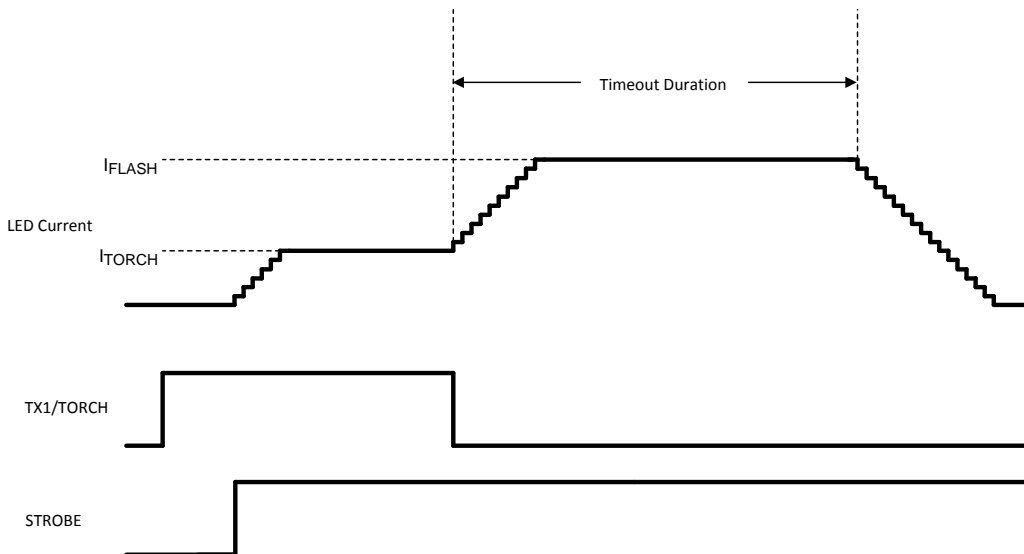 Timeout Duration
IFLASH
LED Current
ITORCH
TX1/TORCH
STROBE